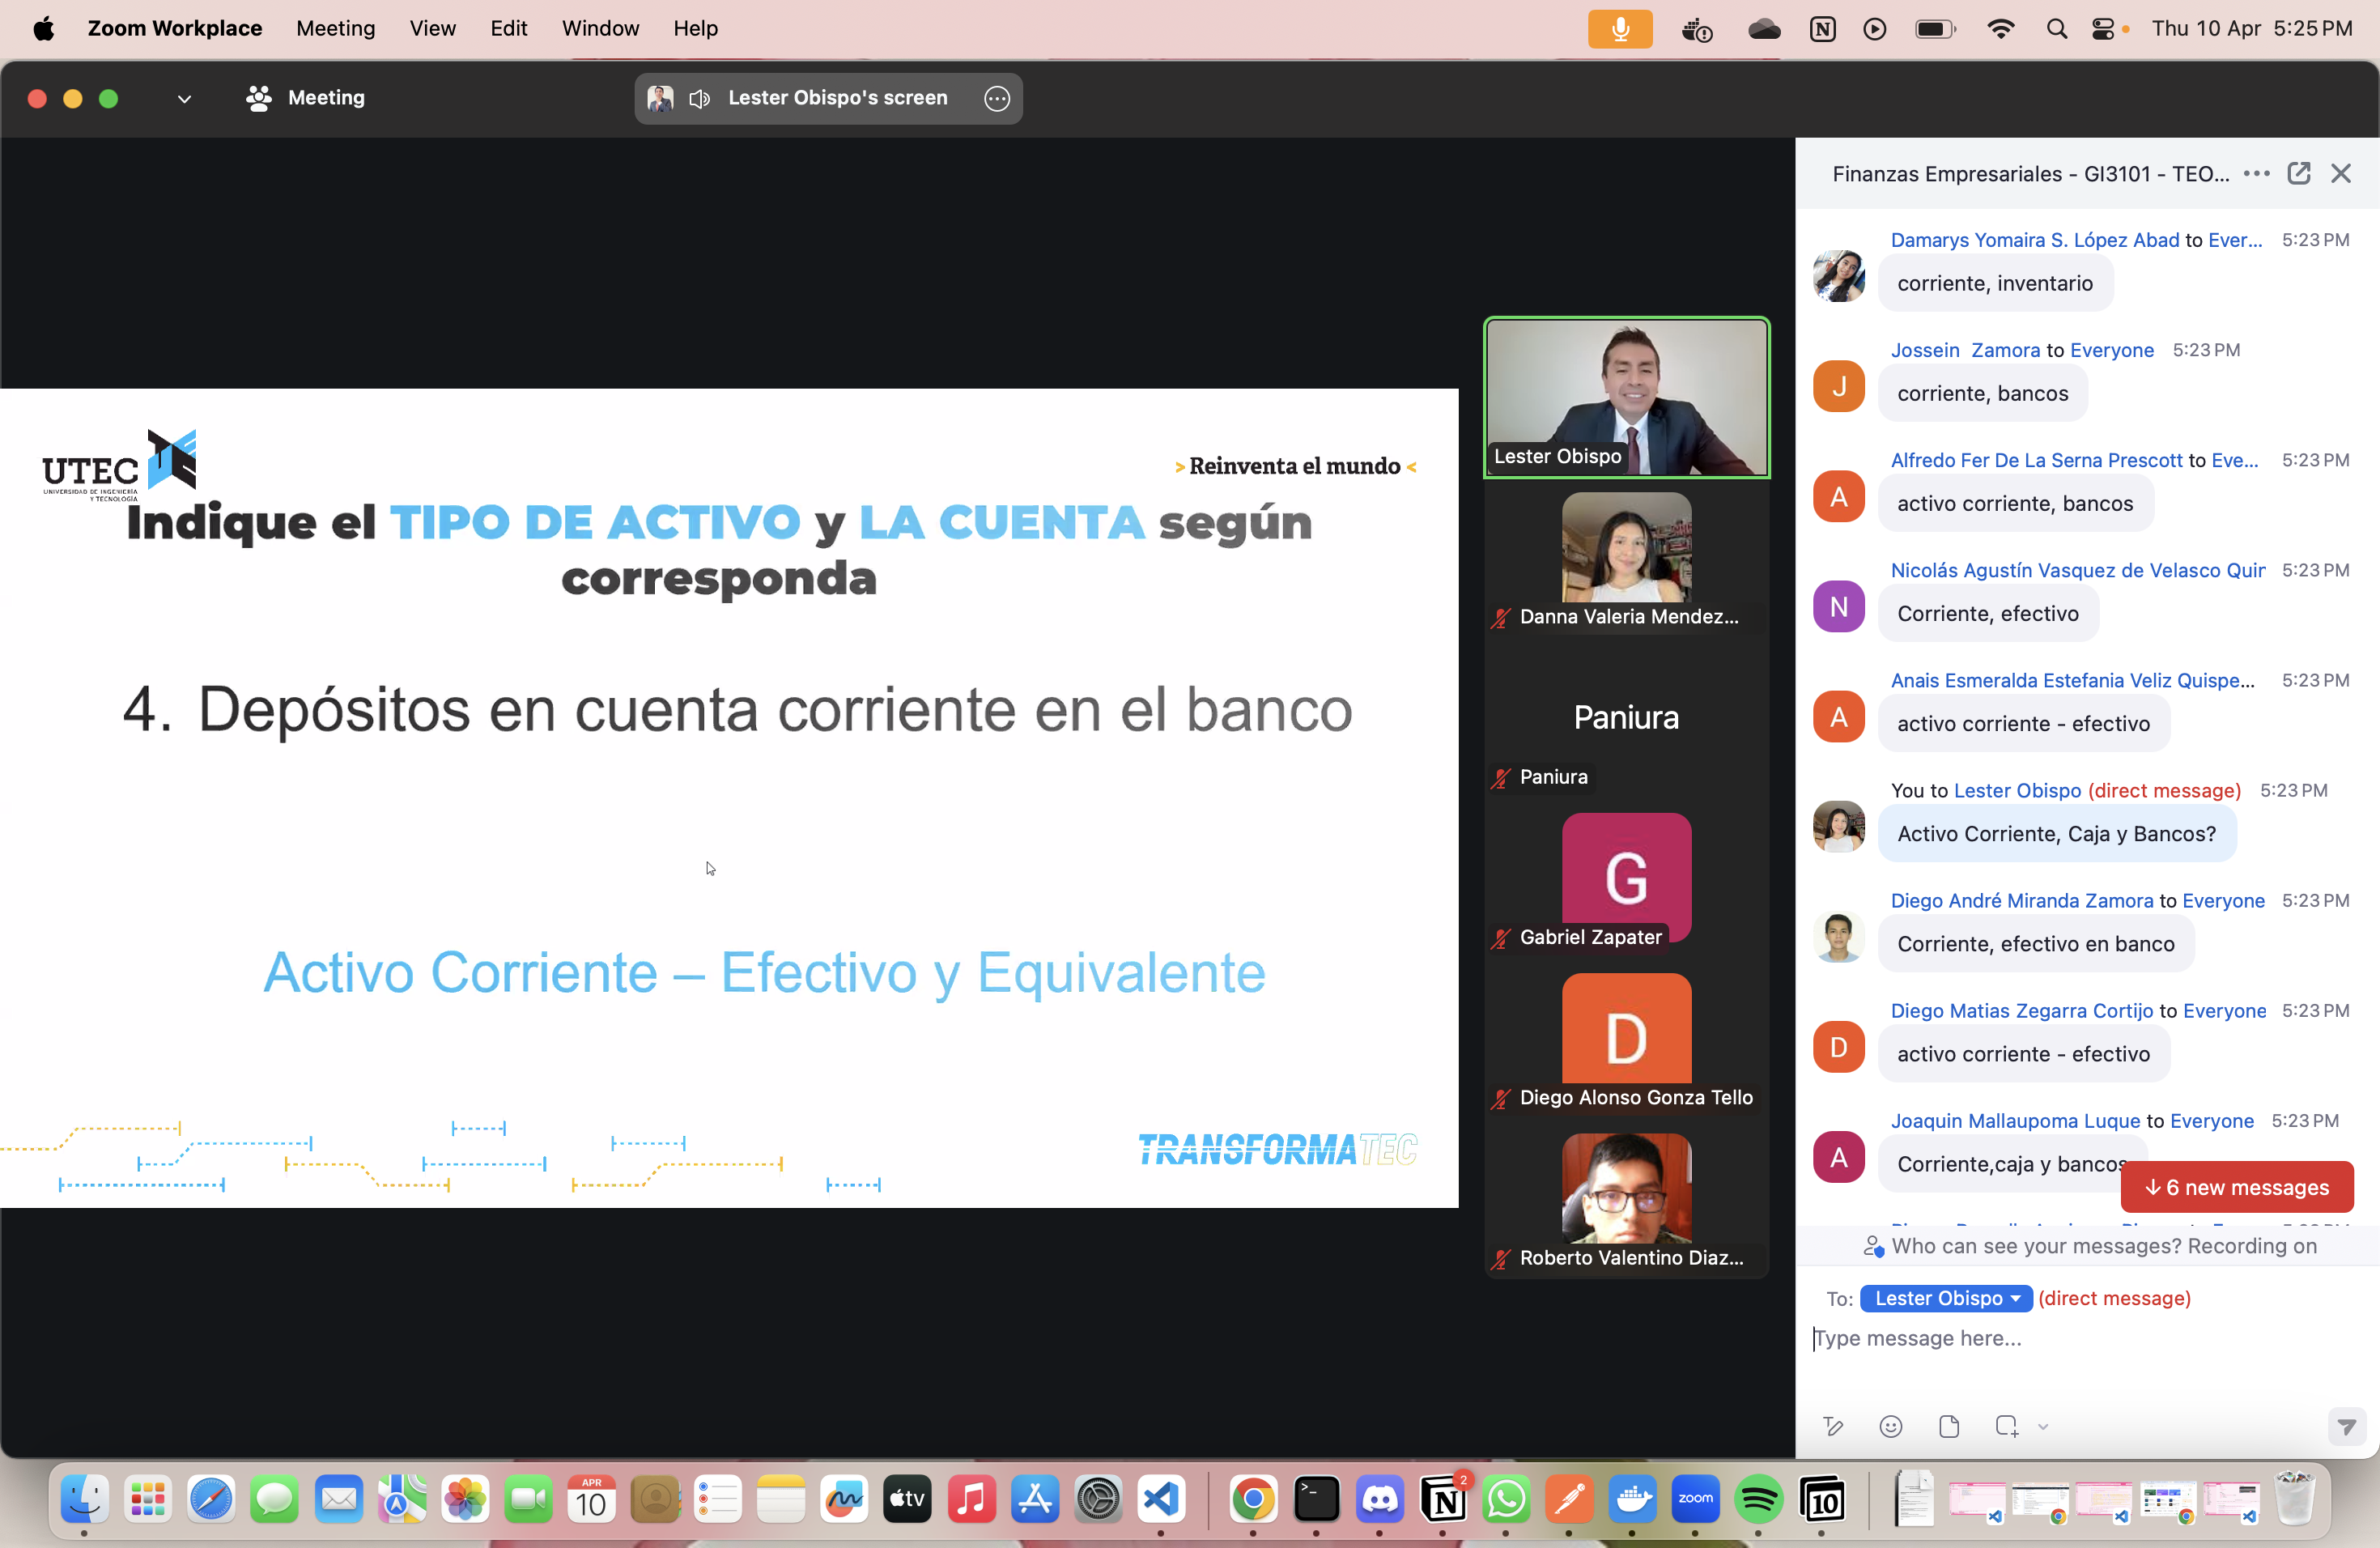 Zoom Workplace Meeting View Edit Window Help
Thu 10 Apr 5:25 PM
Meeting
Lester Obispo's screen
UTEC
UNIVERSIDAD DE INGENIERÍA
Y TECNOLOGÍA
> Reinventa el mundo <
Indique el TIPO DE ACTIVO y LA CUENTA según
corresponda
4. Depósitos en cuenta corriente en el banco
Activo Corriente – Efectivo y Equivalente
TRANSFORMATEC
Lester Obispo
Danna Valeria Mendez...
Paniura
Paniura
G
Gabriel Zapater
D
Diego Alonso Gonza Tello
Roberto Valentino Diaz...
Finanzas Empresariales - GI3101 - TEO...
Damarys Yomaira S. López Abad to Ever... 5:23 PM
corriente, inventario
Jossein Zamora to Everyone 5:23 PM
J
corriente, bancos
Alfredo Fer De La Serna Prescott to Eve... 5:23 PM
A
activo corriente, bancos
Nicolás Agustín Vasquez de Velasco Quir 5:23 PM
N
Corriente, efectivo
Anais Esmeralda Estefania Veliz Quispe... 5:23 PM
A
activo corriente - efectivo
You to Lester Obispo (direct message) 5:23 PM
Activo Corriente, Caja y Bancos?
Diego André Miranda Zamora to Everyone 5:23 PM
Corriente, efectivo en banco
Diego Matias Zegarra Cortijo to Everyone 5:23 PM
D
activo corriente - efectivo
Joaquin Mallaupoma Luque to Everyone 5:23 PM
A
Corriente,caja y bancos
6 new messages
Who can see your messages? Recording on
To: Lester Obispo (direct message)
Type message here...
APR
10
tv
N
2
zoom
10